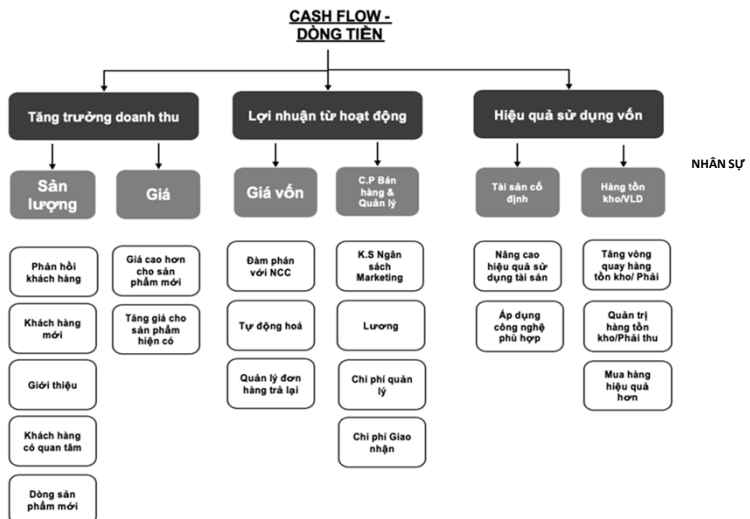 CASH FLOW -
DÒNG TIỀN
Tăng trưởng doanh thu
Lợi nhuận từ hoạt động
Hiệu quả sử dụng vốn
NHÂN SỰ
Sản
lượng
Giá
Giá vốn
C.P Bán
hàng &
Quản lý
Tài sản cố
định
Hàng tồn
kho/VLD
Phản hồi
khách hàng
Khách hàng
mới
Giới thiệu
Khách hàng
có quan tâm
Dòng sản
phẩm mới
Giá cao hơn
cho sản
phẩm mới
Tăng giá cho
sản phẩm
hiện có
Đàm phán
với NCC
Tự động hoá
Quản lý đơn
hàng trả lại
K.S Ngân
sách
Marketing
Lương
Chi phí quản
lý
Chi phí Giao
nhận
Nâng cao
hiệu quả sử
dụng tài sản
Áp dụng
công nghệ
phù hợp
Tăng vòng
quay hàng
tồn kho/ Phải
Quản trị
hàng tồn
kho/Phải thu
Mua hàng
hiệu quả
hơn